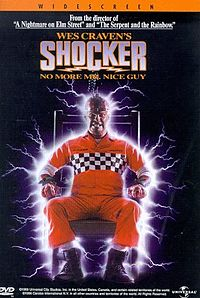 WIDESCREEN
From the director of
"A Nightmare on Elm Street" and "The Serpent and the Rainbow"
WES CRAVEN'S
SHOCKER
NO MORE MR. NICE GUY
DVD
UNIVERSAL